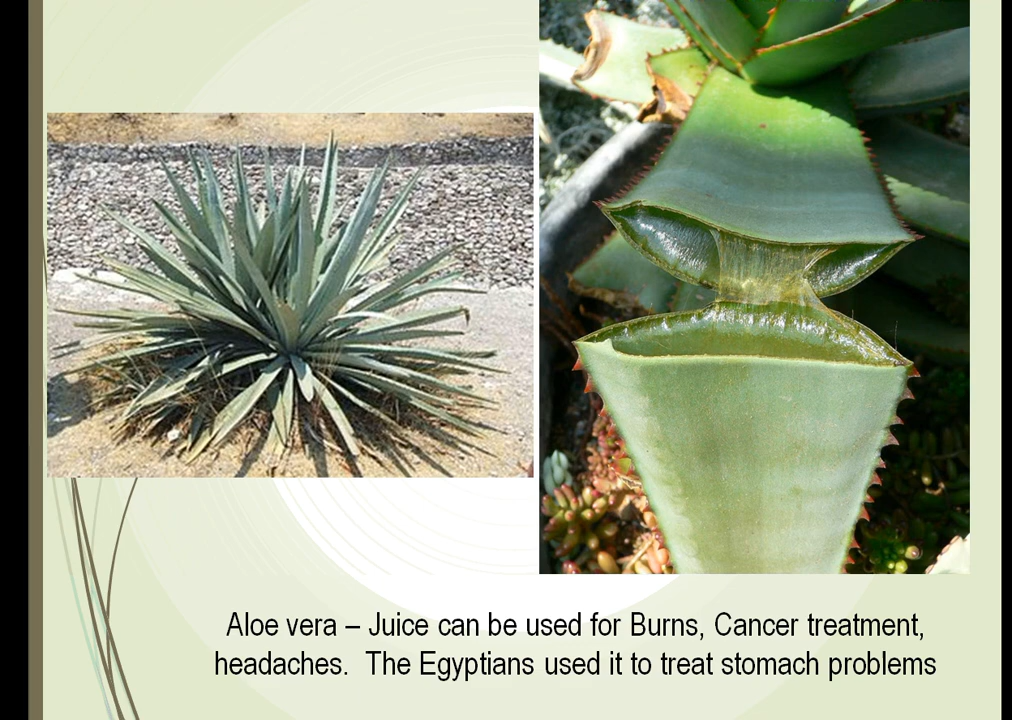 Aloe vera – Juice can be used for Burns, Cancer treatment,
headaches.  The Egyptians used it to treat stomach problems